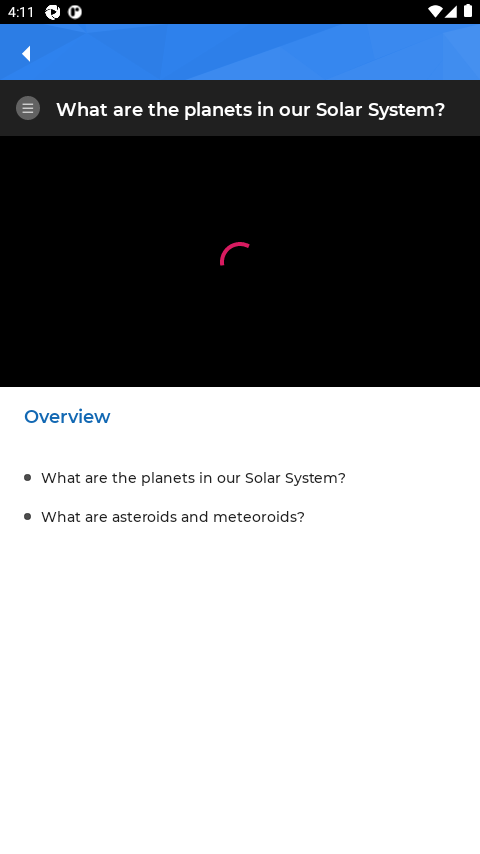 4:11
What are the planets in our Solar System?
Overview
What are the planets in our Solar System?
What are asteroids and meteoroids?